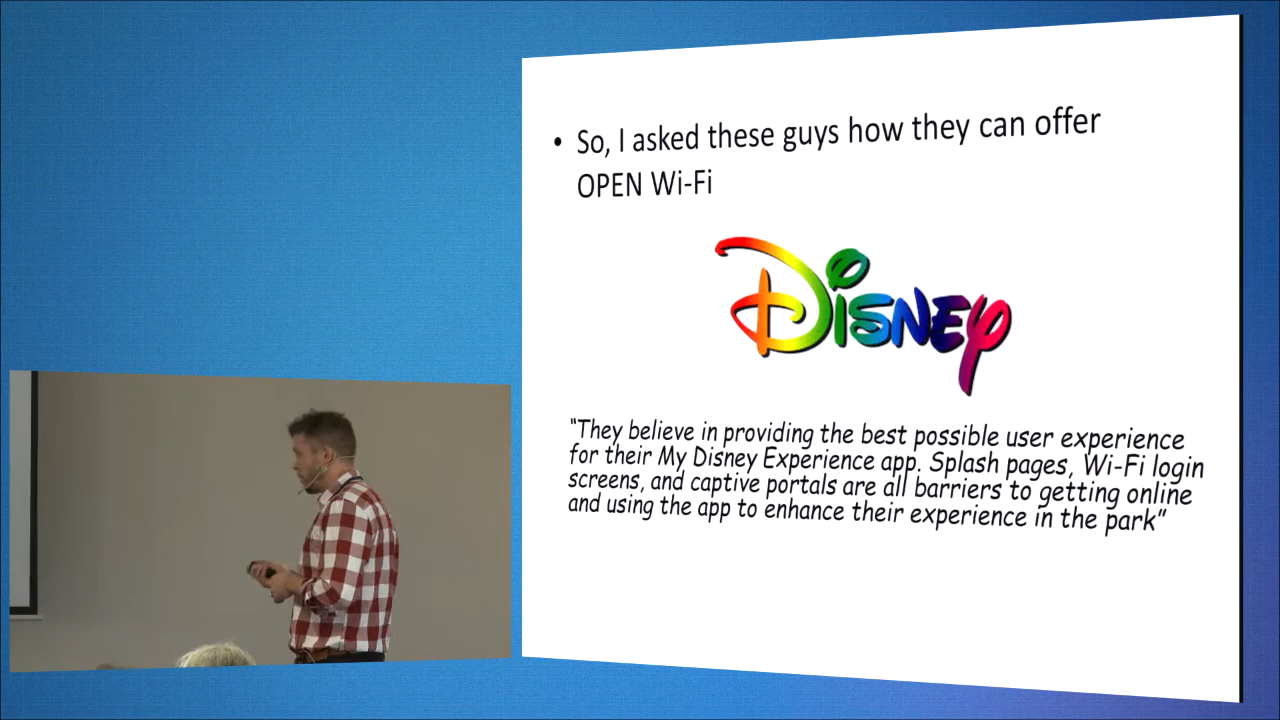 • So, I asked these guys how they can offer
OPEN Wi-Fi
Disney
"They believe in providing the best possible user experience
for their My Disney Experience app. Splash pages, Wi-Fi login
screens, and captive portals are all barriers to getting online
and using the app to enhance their experience in the park"